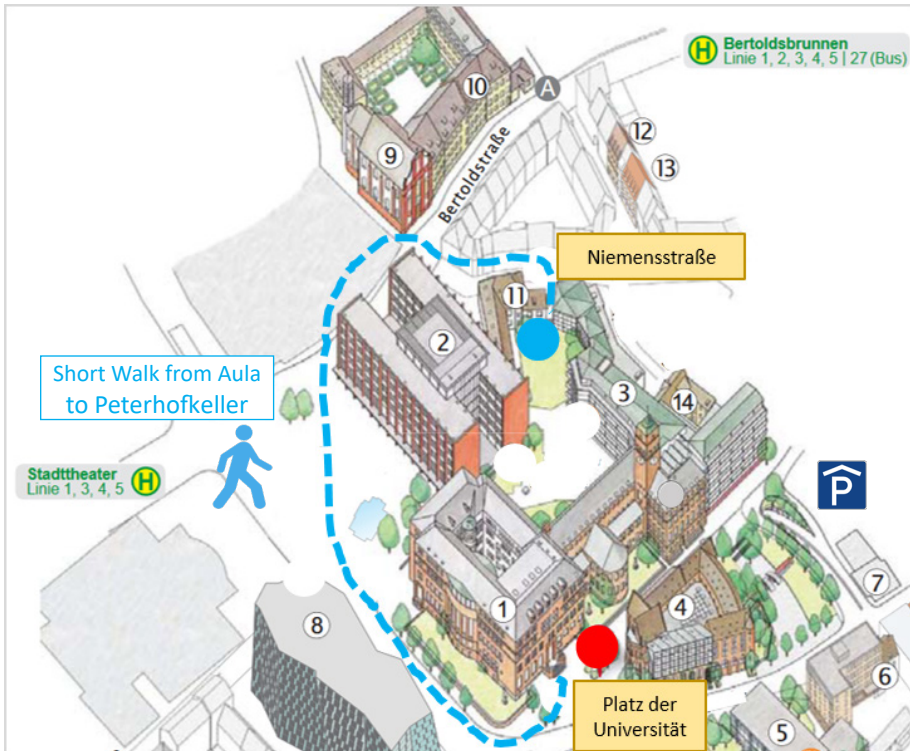 H Bertoldsbrunnen
Linie 1, 2, 3, 4, 5 | 27 (Bus)
10
A
12
9
Bertoldstraße
13
Niemensstraße
11
2
Short Walk from Aula
to Peterhofkeller
3
14
Stadttheater H
Linie 1, 3, 4, 5
P
7
1
4
8
6
Platz der
Universität
5